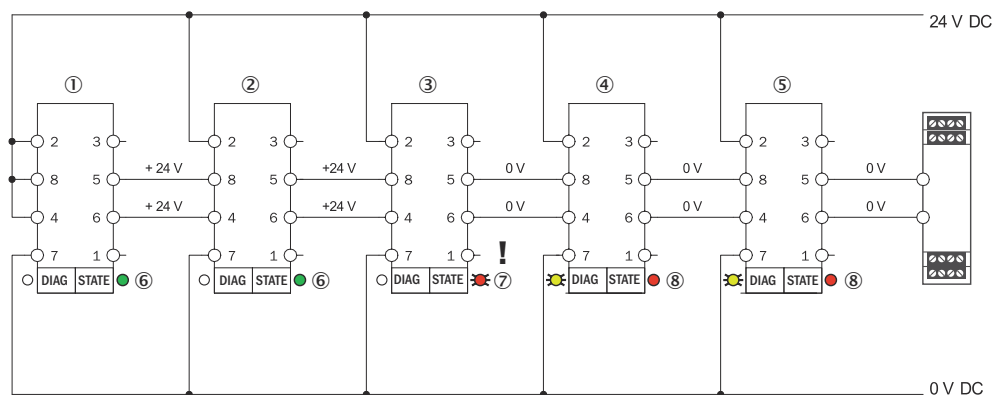 24 V DC
① ② ③ ④ ⑤
2 3 2 3 2 3 2 3 2 3
+ 24 V +24 V 0 V 0 V 0 V
8 5 8 5 8 5 8 5 8 5
+ 24 V +24 V 0 V 0 V 0 V
4 6 4 6 4 6 4 6 4 6
7 1 7 1 7 1 ! 7 1 7 1
DIAG STATE ⑥ DIAG STATE ⑥ DIAG STATE ⑦ DIAG STATE ⑧ DIAG STATE ⑧
0 V DC